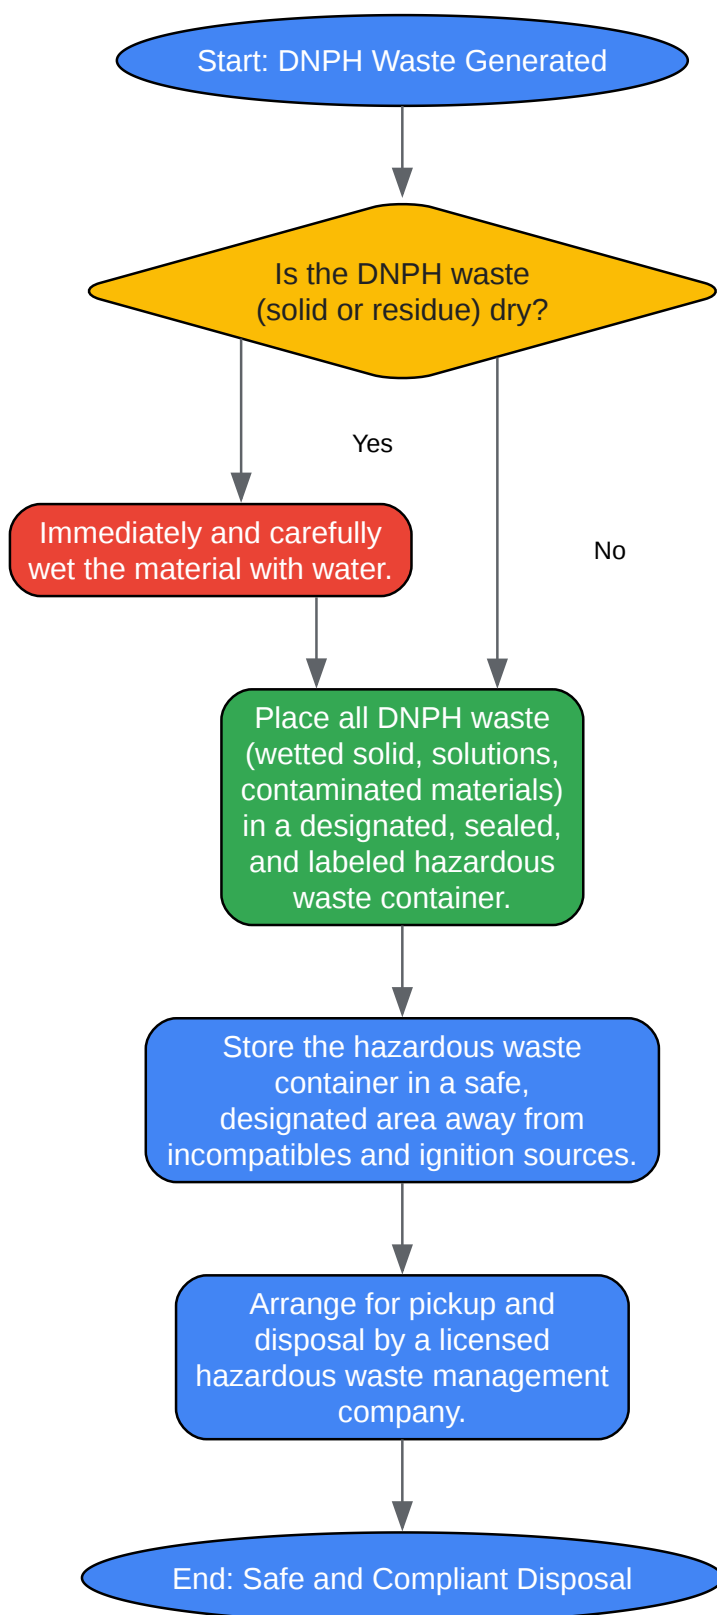 Start: DNPH Waste Generated
Is the DNPH waste
(solid or residue) dry?
Yes
Immediately and carefully
wet the material with water.
No
Place all DNPH waste
(wetted solid, solutions,
contaminated materials)
in a designated, sealed,
and labeled hazardous
waste container.
Store the hazardous waste
container in a safe,
designated area away from
incompatibles and ignition sources.
Arrange for pickup and
disposal by a licensed
hazardous waste management
company.
End: Safe and Compliant Disposal